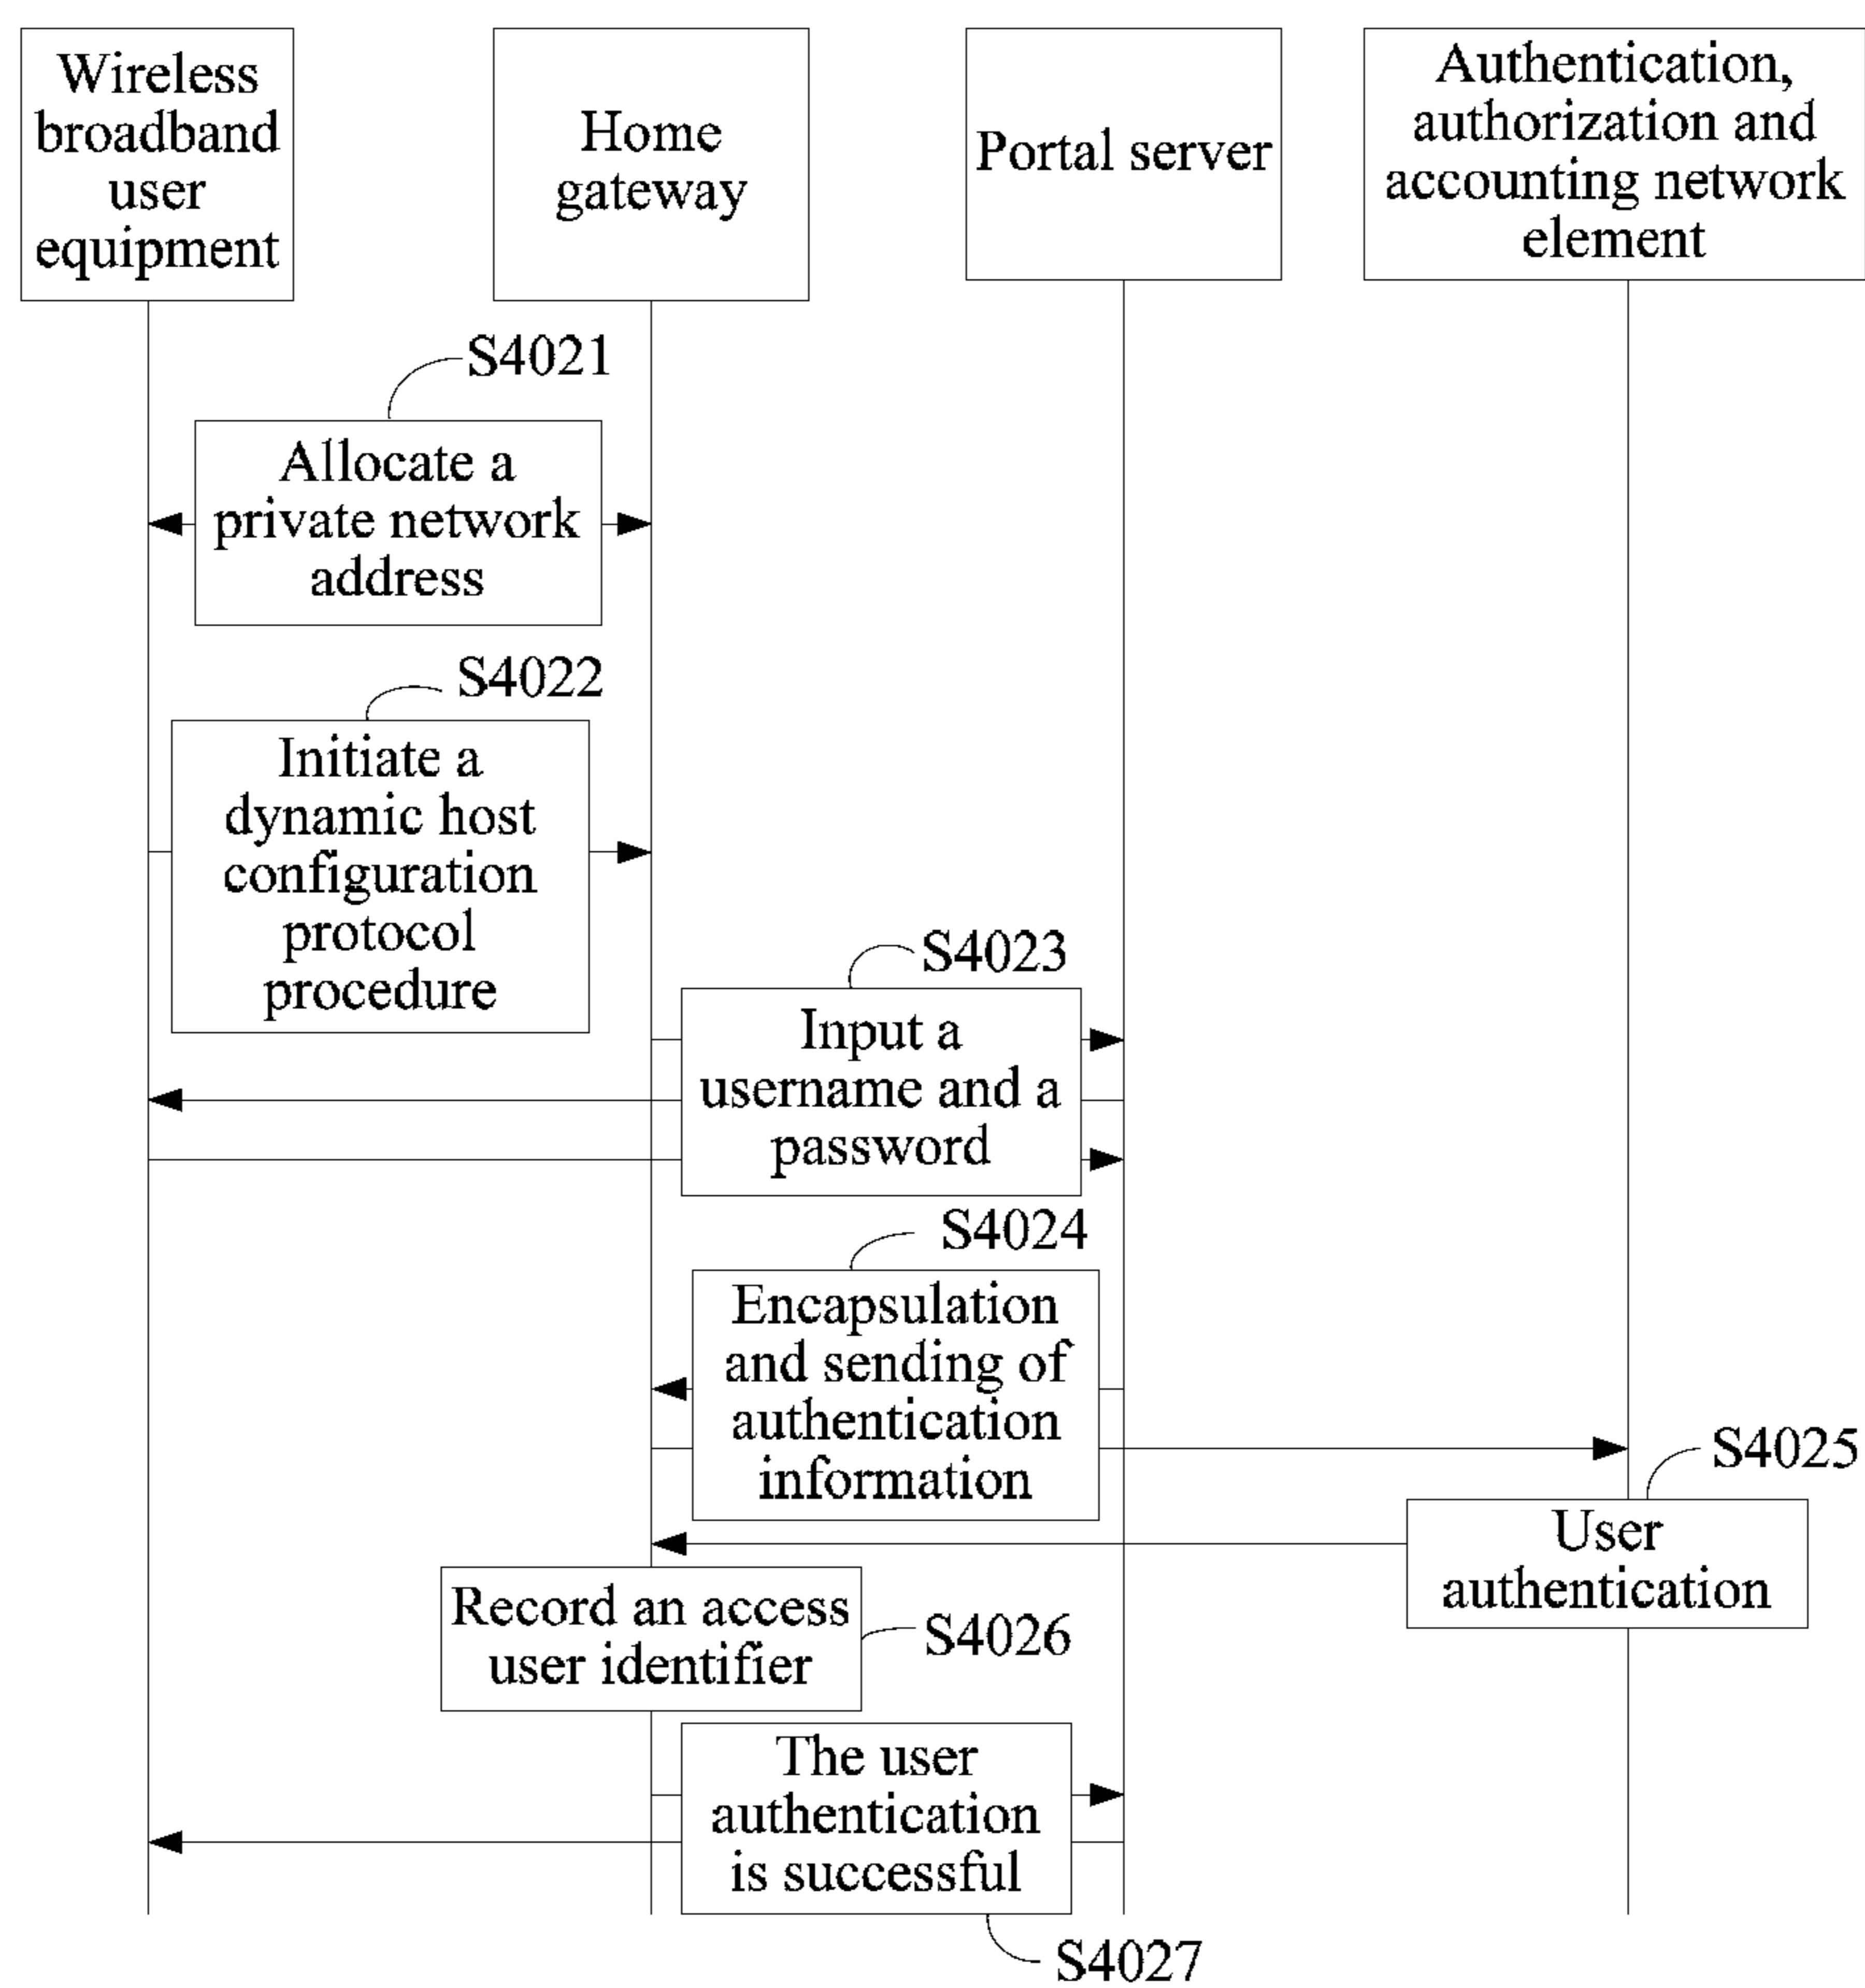 Wireless
broadband
user
equipment
Home
gateway
Portal server
Authentication,
authorization and
accounting network
element
S4021
Allocate a
private network
address
S4022
Initiate a
dynamic host
configuration
protocol
procedure
S4023
Input a
username and a
password
S4024
Encapsulation
and sending of
authentication
information
S4025
User
authentication
Record an access
user identifier
S4026
The user
authentication
is successful
S4027